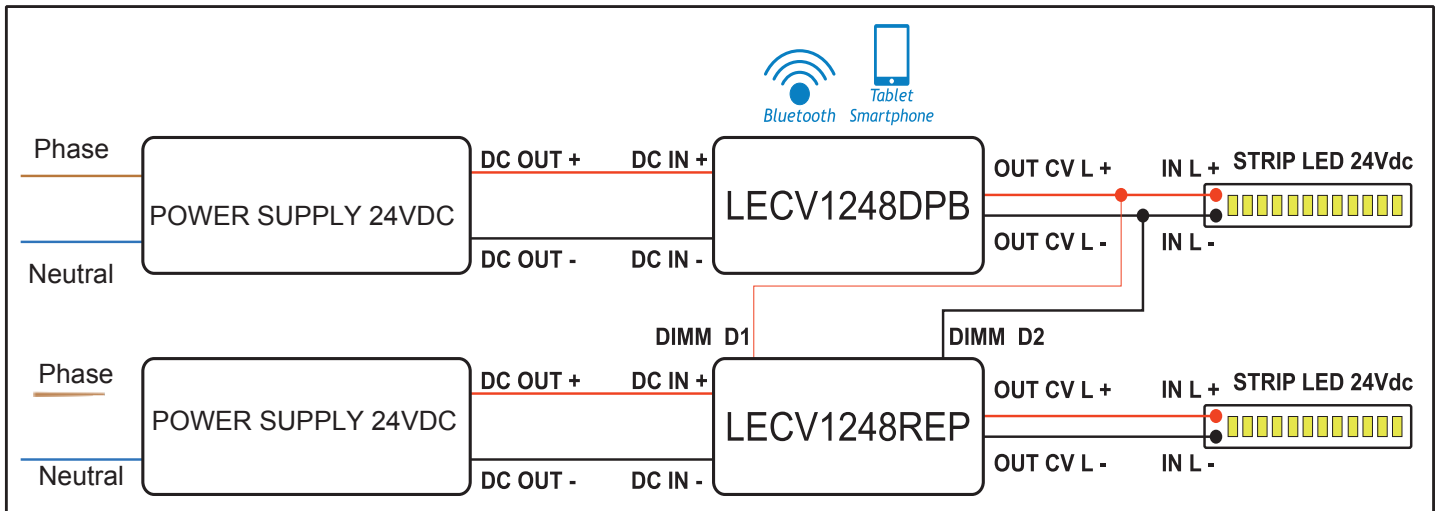 Bluetooth
Tablet
Smartphone
Phase
POWER SUPPLY 24VDC
Neutral
DC OUT +
DC IN +
DC OUT -
DC IN -
LECV1248DPB
OUT CV L +
IN L +
STRIP LED 24Vdc
OUT CV L -
IN L -
DIMM D1
DIMM D2
Phase
POWER SUPPLY 24VDC
Neutral
DC OUT +
DC IN +
DC OUT -
DC IN -
LECV1248REP
OUT CV L +
IN L +
STRIP LED 24Vdc
OUT CV L -
IN L -